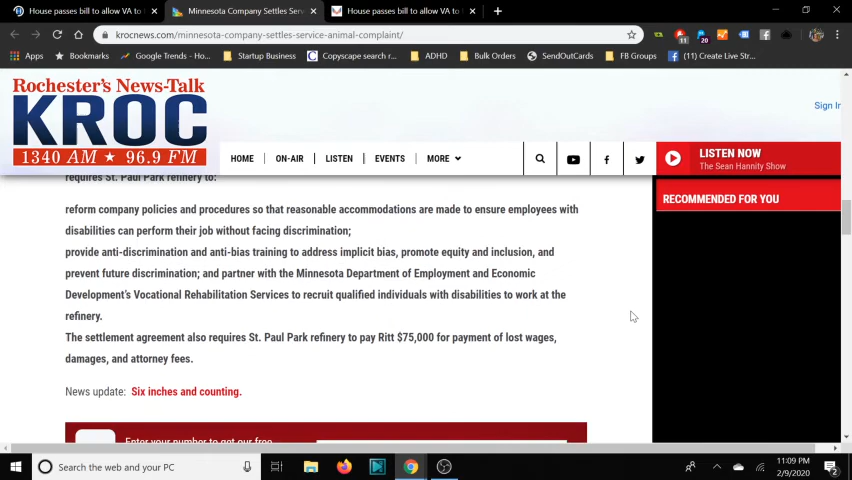 House passes bill to allow VA to
Minnesota Company Settles Serv
House passes bill to allow VA to
krocnews.com/minnesota-company-settles-service-animal-complaint/
11
20
Apps
Bookmarks
Google Trends - Ho...
Startup Business
Copyscape search r...
ADHD
Bulk Orders
SendOutCards
FB Groups
(11) Create Live Str...
Rochester's News-Talk
KROC
1340 AM ★ 96.9 FM
Sign In
HOME
ON-AIR
LISTEN
EVENTS
MORE
LISTEN NOW
The Sean Hannity Show
requires St. Paul Park refinery to:
RECOMMENDED FOR YOU
reform company policies and procedures so that reasonable accommodations are made to ensure employees with
disabilities can perform their job without facing discrimination;
provide anti-discrimination and anti-bias training to address implicit bias, promote equity and inclusion, and
prevent future discrimination; and partner with the Minnesota Department of Employment and Economic
Development's Vocational Rehabilitation Services to recruit qualified individuals with disabilities to work at the
refinery.
The settlement agreement also requires St. Paul Park refinery to pay Ritt $75,000 for payment of lost wages,
damages, and attorney fees.
News update: Six inches and counting.
Enter your number to get our free
Search the web and your PC
11:09 PM
2/9/2020
2